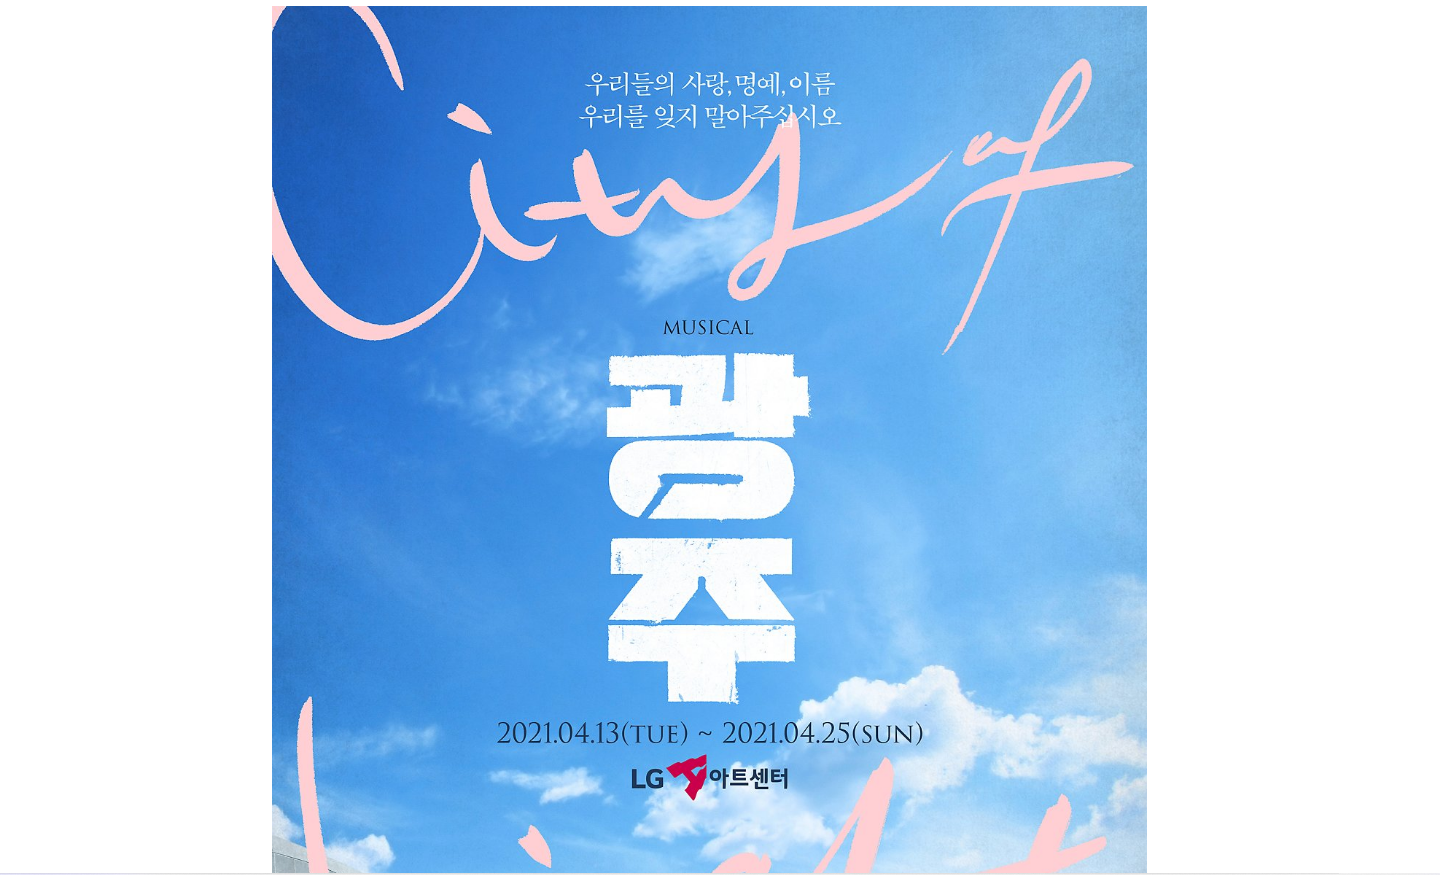 우리들의 사랑, 명예, 이름
우리를 잊지 말아주십시오
City of
MUSICAL
광주
2021.04.13(TUE) ~ 2021.04.25(SUN)
LG 아트센터
Light